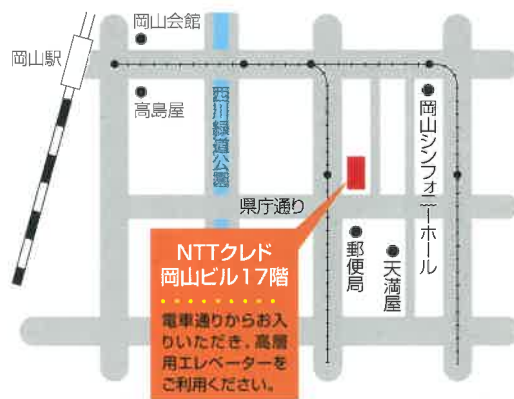 岡山会館
岡山駅
高島屋
西川緑道公園
岡山シンフォニーホール
県庁通り
郵便局
天満屋
NTTクレド
岡山ビル17階
電車通りからお入
りいただき、高層
用エレベーターを
ご利用ください。